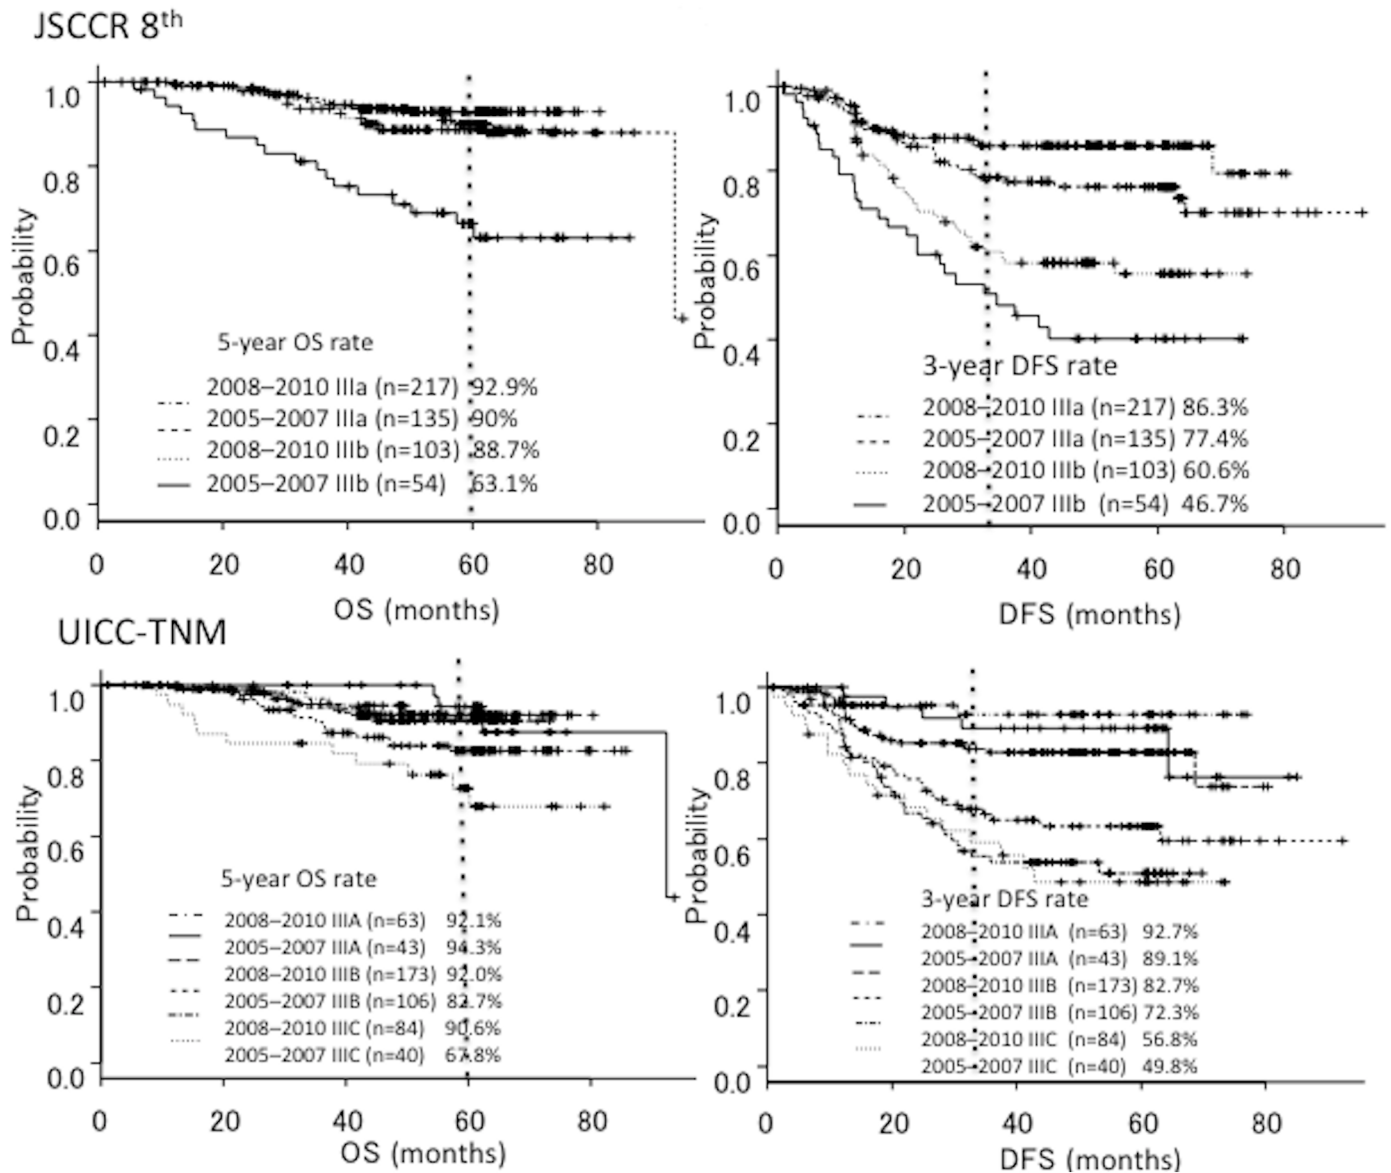 JSCCR 8th
1.0
0.8
0.6
0.4
0.2
0.0
Probability
5-year OS rate
2008–2010 IIIa (n=217) 92.9%
2005–2007 IIIa (n=135) 90%
2008–2010 IIIb (n=103) 88.7%
2005–2007 IIIb (n=54) 63.1%
0 20 40 60 80
OS (months)
1.0
0.8
0.6
0.4
0.2
0.0
Probability
3-year DFS rate
2008–2010 IIIa (n=217) 86.3%
2005–2007 IIIa (n=135) 77.4%
2008–2010 IIIb (n=103) 60.6%
2005–2007 IIIb (n=54) 46.7%
0 20 40 60 80
DFS (months)
UICC-TNM
1.0
0.8
0.6
0.4
0.2
0.0
Probability
5-year OS rate
2008–2010 IIIA (n=63) 92.1%
2005–2007 IIIA (n=43) 94.3%
2008–2010 IIIB (n=173) 92.0%
2005–2007 IIIB (n=106) 82.7%
2008–2010 IIIC (n=84) 90.6%
2005–2007 IIIC (n=40) 67.8%
0 20 40 60 80
OS (months)
1.0
0.8
0.6
0.4
0.2
0.0
Probability
3-year DFS rate
2008–2010 IIIA (n=63) 92.7%
2005–2007 IIIA (n=43) 89.1%
2008–2010 IIIB (n=173) 82.7%
2005–2007 IIIB (n=106) 72.3%
2008–2010 IIIC (n=84) 56.8%
2005–2007 IIIC (n=40) 49.8%
0 20 40 60 80
DFS (months)